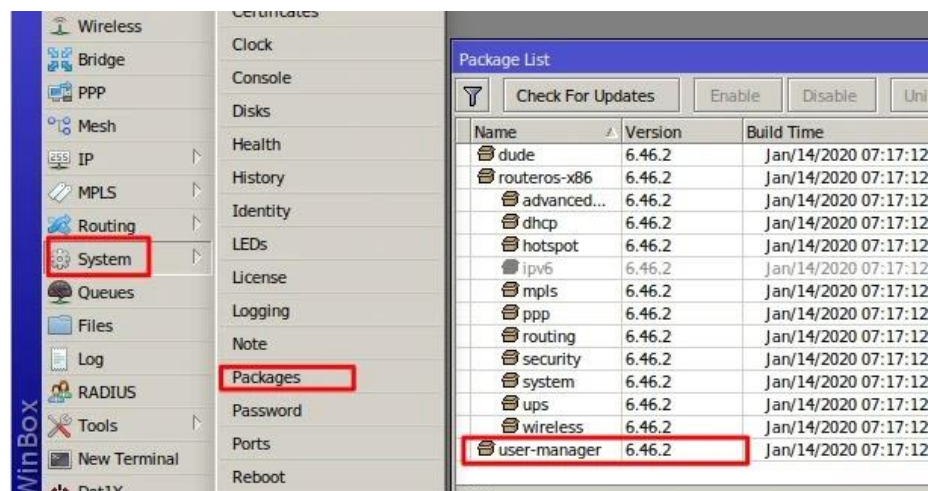 Wireless
Bridge
PPP
Mesh
IP
MPLS
Routing
System
Queues
Files
Log
RADIUS
Tools
New Terminal
Dot1X
WinBox
Certificates
Clock
Console
Disks
Health
History
Identity
LEDs
License
Logging
Note
Packages
Password
Ports
Reboot
Package List
Check For Updates Enable Disable Uni
Name Version Build Time
dude 6.46.2 Jan/14/2020 07:17:12
routeros-x86 6.46.2 Jan/14/2020 07:17:12
advanced... 6.46.2 Jan/14/2020 07:17:12
dhcp 6.46.2 Jan/14/2020 07:17:12
hotspot 6.46.2 Jan/14/2020 07:17:12
ipv6 6.46.2 Jan/14/2020 07:17:12
mpls 6.46.2 Jan/14/2020 07:17:12
ppp 6.46.2 Jan/14/2020 07:17:12
routing 6.46.2 Jan/14/2020 07:17:12
security 6.46.2 Jan/14/2020 07:17:12
system 6.46.2 Jan/14/2020 07:17:12
ups 6.46.2 Jan/14/2020 07:17:12
wireless 6.46.2 Jan/14/2020 07:17:12
user-manager 6.46.2 Jan/14/2020 07:17:12